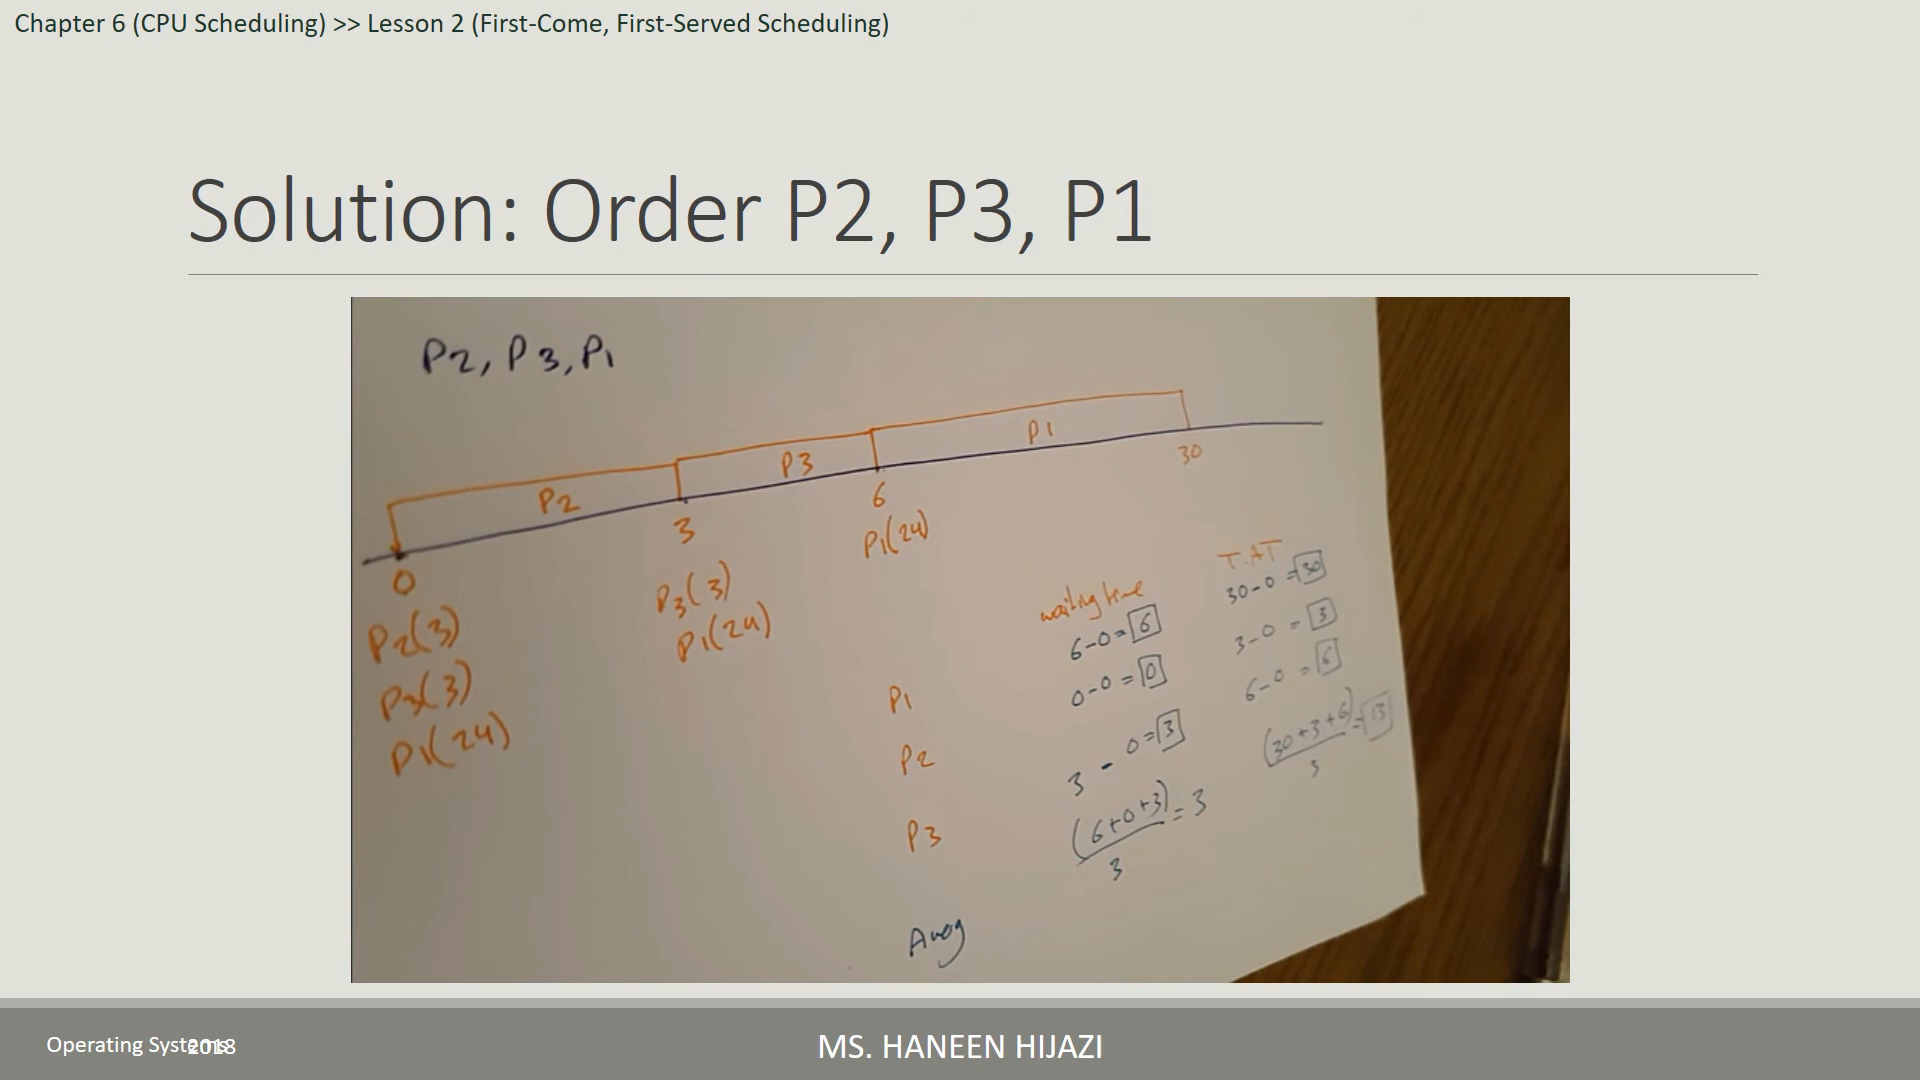 Chapter 6 (CPU Scheduling) >> Lesson 2 (First-Come, First-Served Scheduling)
Solution: Order P2, P3, P1
P2, P3, P1
P2 P3 P1
0 3 6 30
P2(3)
P3(3)
P1(24)
P3(3)
P1(24)
P1(24)
waiting time T.AT
P1 6-0=6 30-0=30
P2 0-0=0 3-0=3
P3 3-0=3 6-0=6
Averg (6+0+3)/3=3 (30+3+6)/3=13
Operating Systems
2018
MS. HANEEN HIJAZI